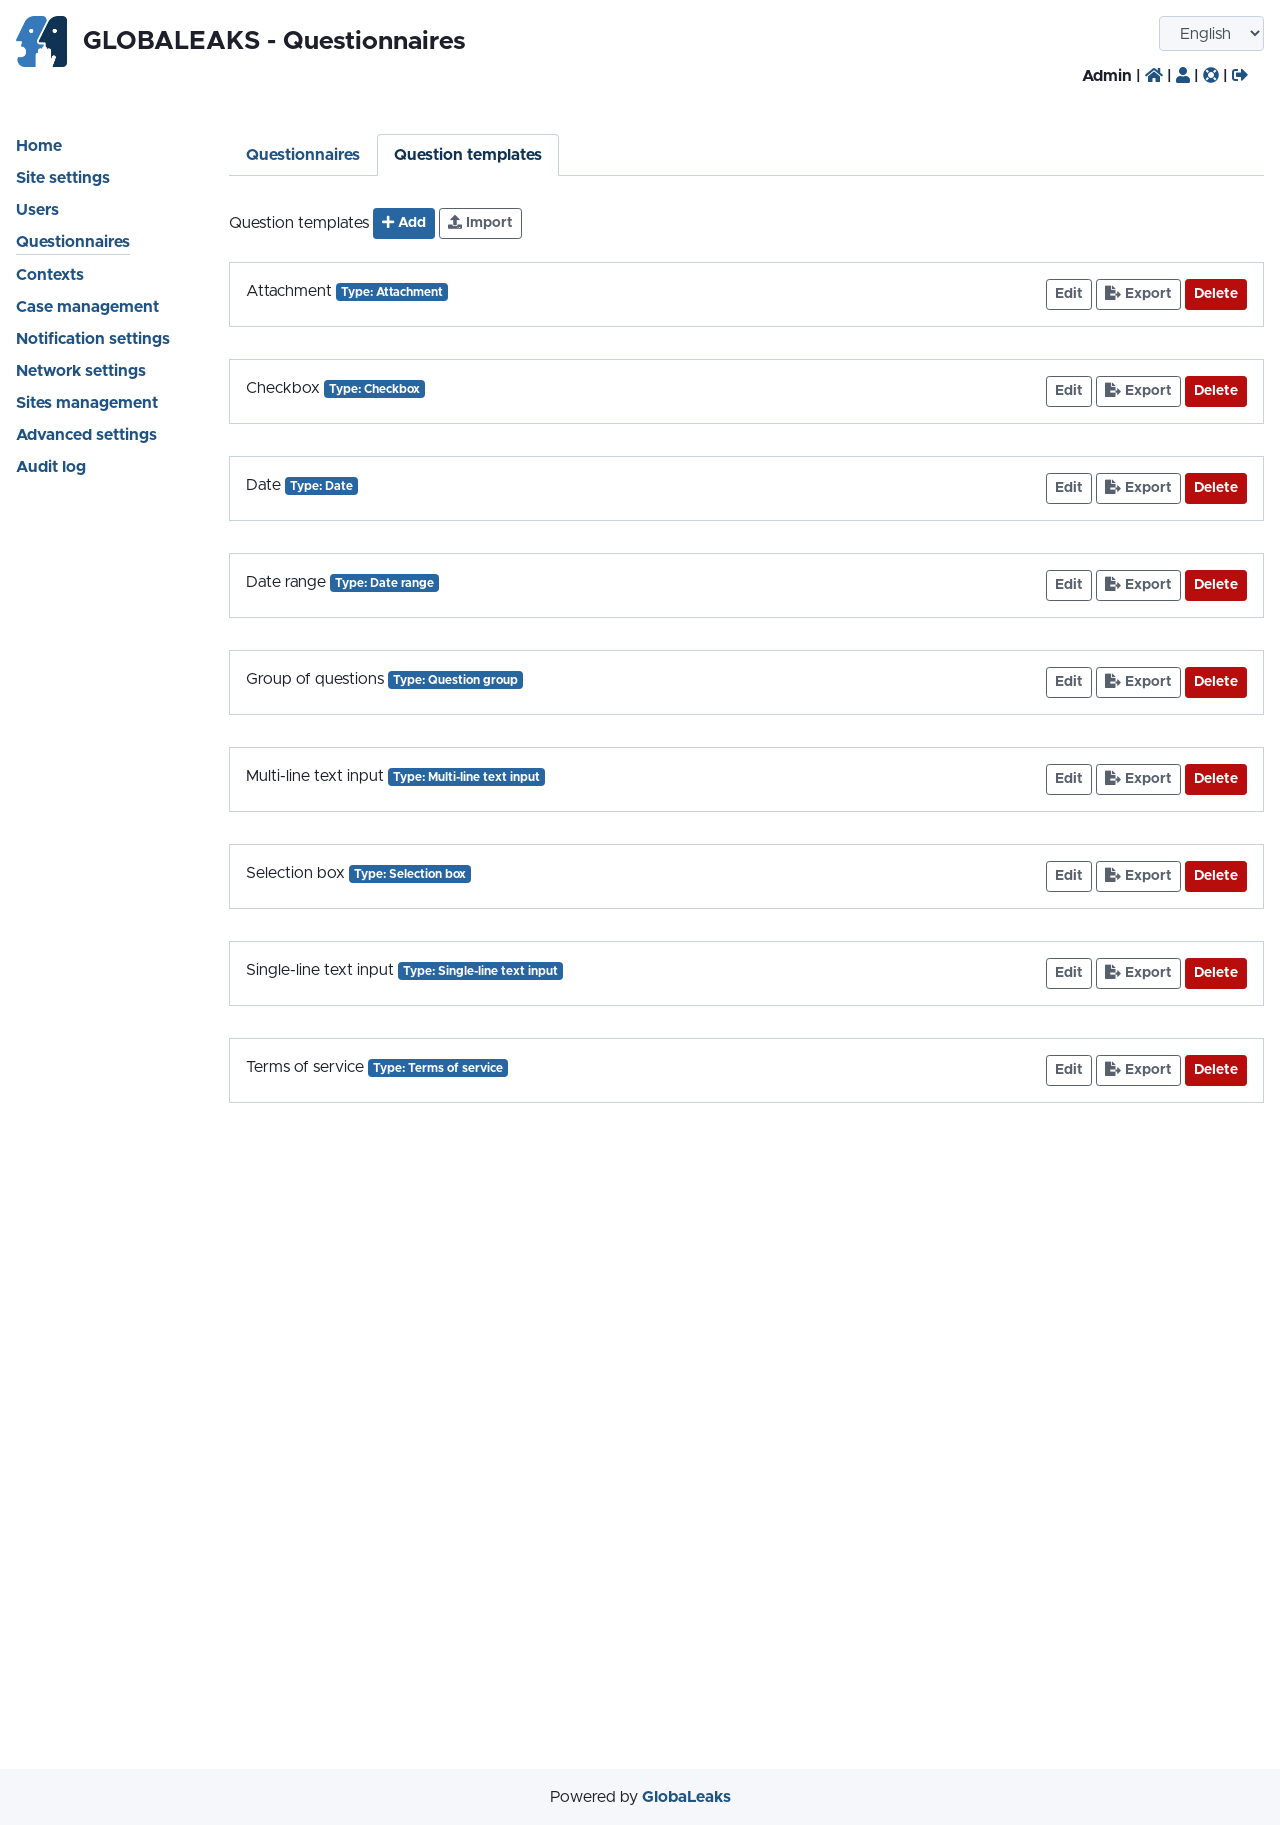 GLOBALEAKS - Questionnaires
English
Admin | | | |
Home
Site settings
Users
Questionnaires
Contexts
Case management
Notification settings
Network settings
Sites management
Advanced settings
Audit log
Questionnaires Question templates
Question templates Add Import
Attachment Type: Attachment Edit Export Delete
Checkbox Type: Checkbox Edit Export Delete
Date Type: Date Edit Export Delete
Date range Type: Date range Edit Export Delete
Group of questions Type: Question group Edit Export Delete
Multi-line text input Type: Multi-line text input Edit Export Delete
Selection box Type: Selection box Edit Export Delete
Single-line text input Type: Single-line text input Edit Export Delete
Terms of service Type: Terms of service Edit Export Delete
Powered by GlobaLeaks